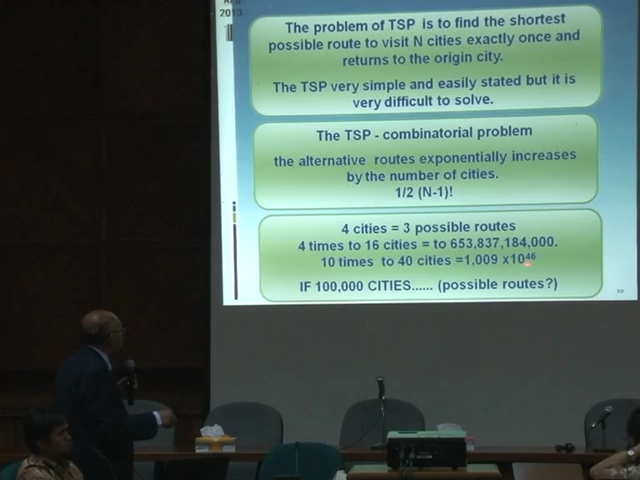 2013
The problem of TSP is to find the shortest
possible route to visit N cities exactly once and
returns to the origin city.
The TSP very simple and easily stated but it is
very difficult to solve.
The TSP - combinatorial problem
the alternative routes exponentially increases
by the number of cities.
1/2 (N-1)!
4 cities = 3 possible routes
4 times to 16 cities = to 653,837,184,000.
10 times to 40 cities =1,009 x10⁴⁶
IF 100,000 CITIES...... (possible routes?)